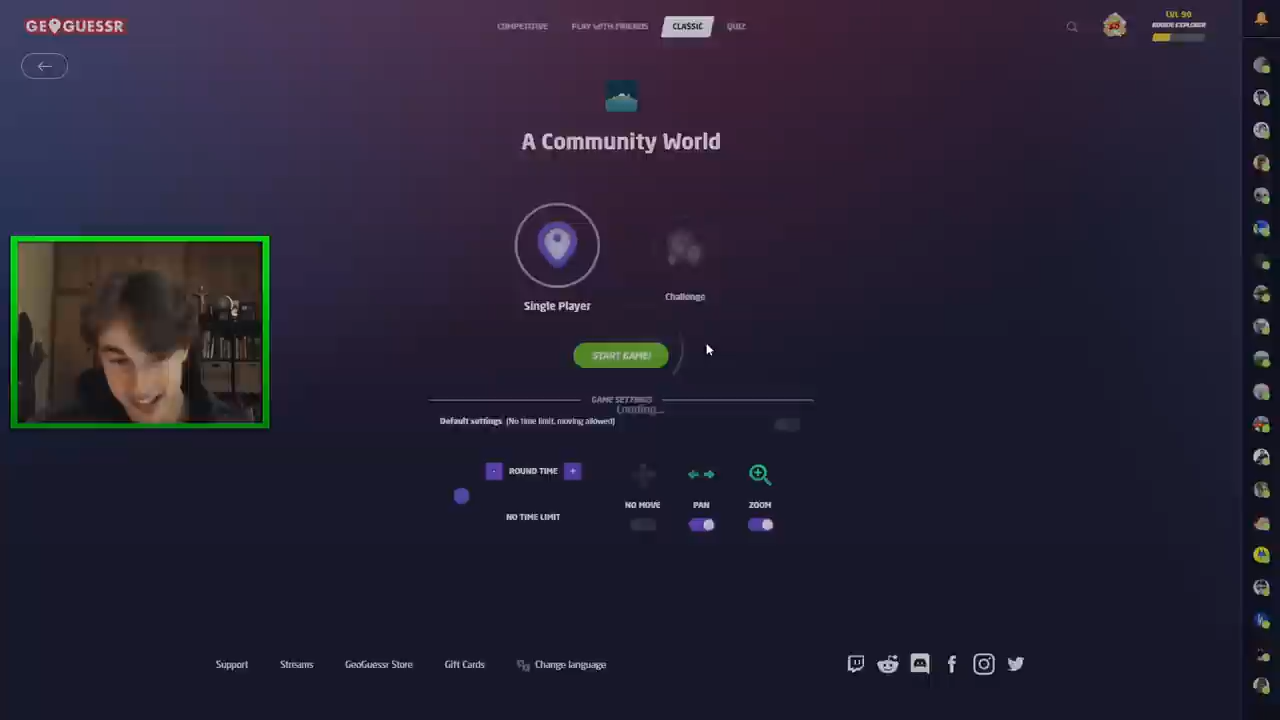 GEOGUESSR
COMPETITIVE PLAY WITH FRIENDS CLASSIC QUIZ
LVL 90
A Community World
Single Player
Challenge
START GAME!
GAME SETTINGS
Loading...
Default settings (No time limit, moving allowed)
- ROUND TIME +
NO TIME LIMIT
NO MOVE PAN ZOOM
Support Streams GeoGuessr Store Gift Cards Change language